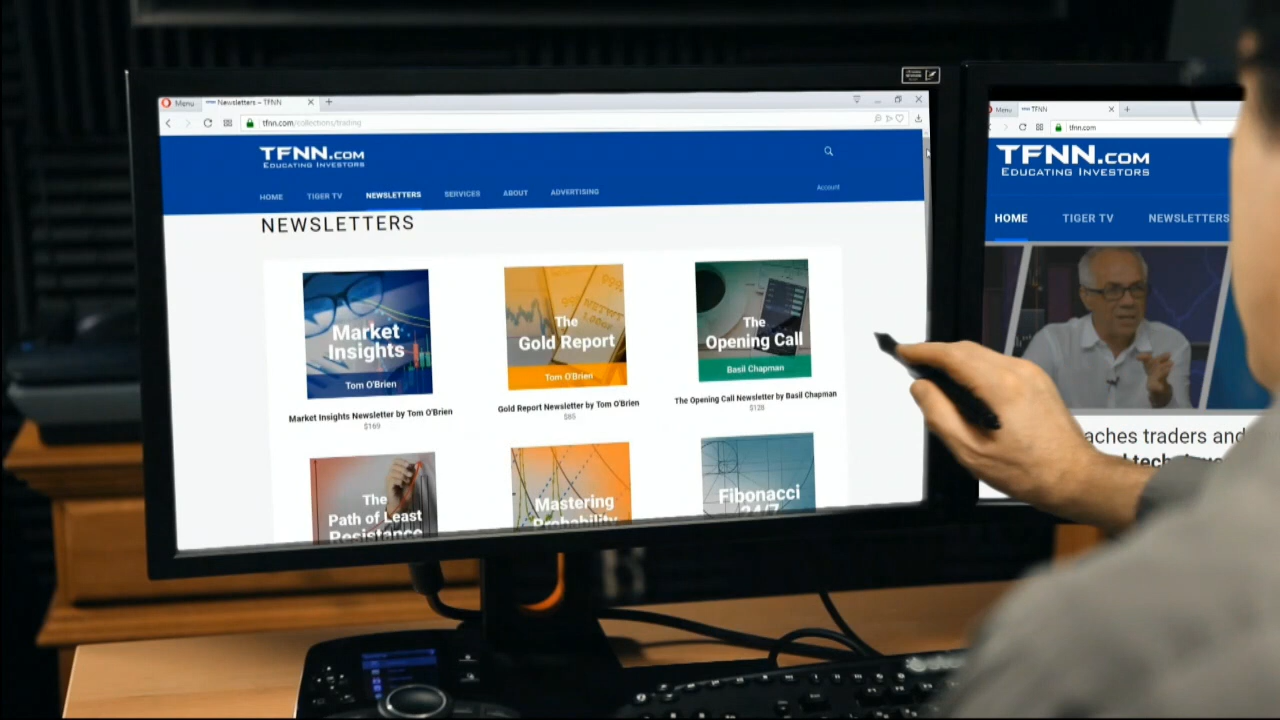 Menu
Newsletters – TFNN
tfnn.com/collections/trading
TFNN.COM
EDUCATING INVESTORS
HOME
TIGER TV
NEWSLETTERS
SERVICES
ABOUT
ADVERTISING
Account
NEWSLETTERS
Market
Insights
Tom O'Brien
Market Insights Newsletter by Tom O'Brien
$169
The
Gold Report
Tom O'Brien
Gold Report Newsletter by Tom O'Brien
$85
The
Opening Call
Basil Chapman
The Opening Call Newsletter by Basil Chapman
$128
The
Path of Least
Resistance
Mastering
Probability
Fibonacci
24/7
Menu
TFNN
tfnn.com
TFNN.COM
EDUCATING INVESTORS
HOME
TIGER TV
NEWSLETTERS
aches traders and